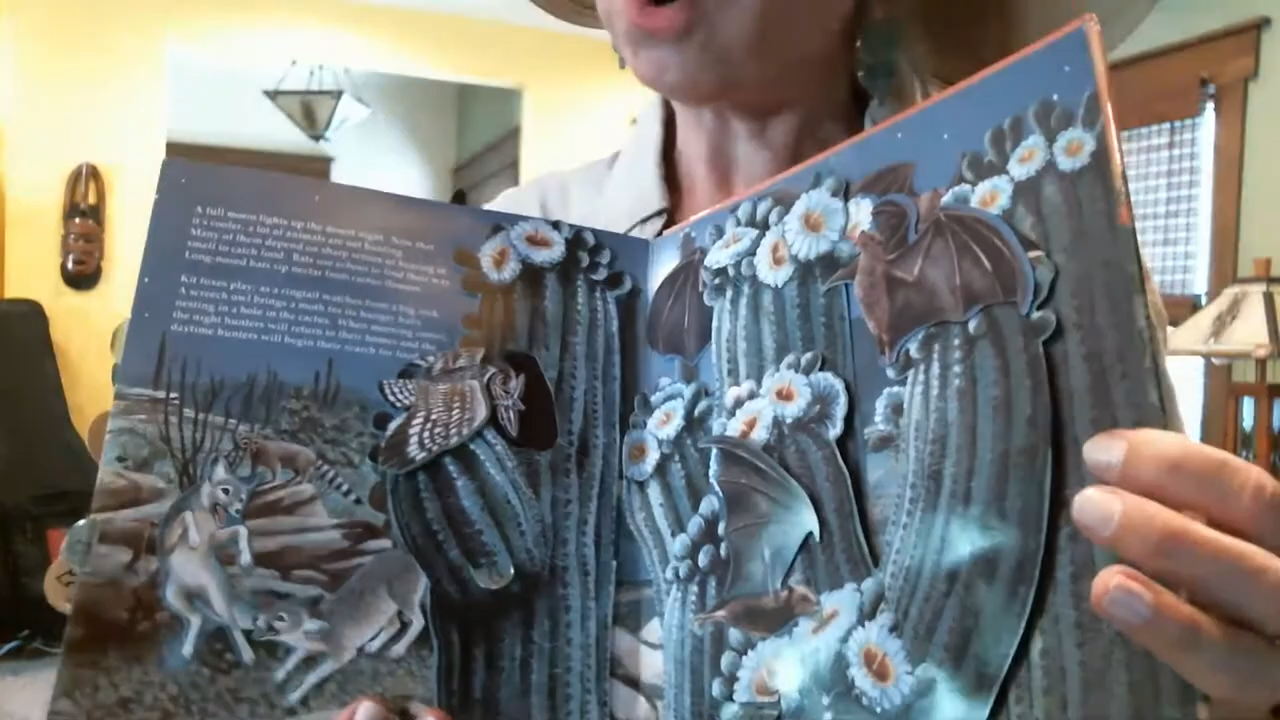 A full moon lights up the desert night. Now that
it's cooler, a lot of animals are out hunting.
Many of them depend on sharp senses of hearing or
smell to catch food. Bats use echoes to find their way.
Long-nosed bats sip nectar from cactus flowers.
Kit foxes play, as a ringtail watches from a big rock.
A screech owl brings a moth for its hungry babies
nesting in a hole in the cactus. When morning comes,
the night hunters will return to their homes and the
daytime hunters will begin their search for food.